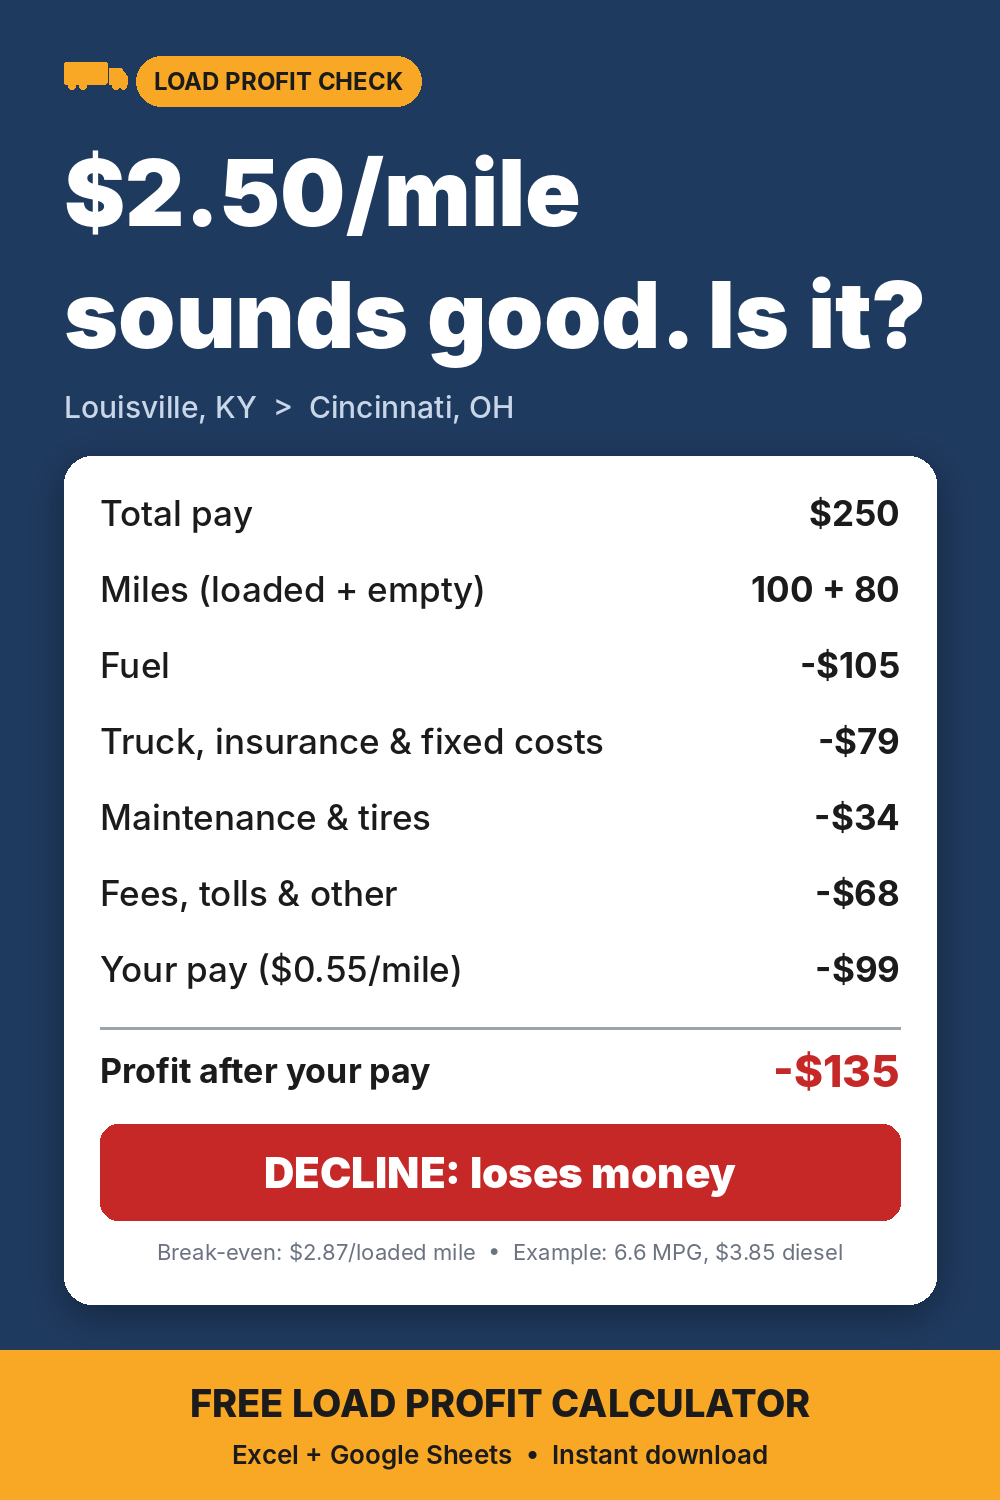 LOAD PROFIT CHECK
$2.50/mile
sounds good. Is it?
Louisville, KY > Cincinnati, OH
Total pay $250
Miles (loaded + empty) 100 + 80
Fuel -$105
Truck, insurance & fixed costs -$79
Maintenance & tires -$34
Fees, tolls & other -$68
Your pay ($0.55/mile) -$99
Profit after your pay -$135
DECLINE: loses money
Break-even: $2.87/loaded mile • Example: 6.6 MPG, $3.85 diesel
FREE LOAD PROFIT CALCULATOR
Excel + Google Sheets • Instant download